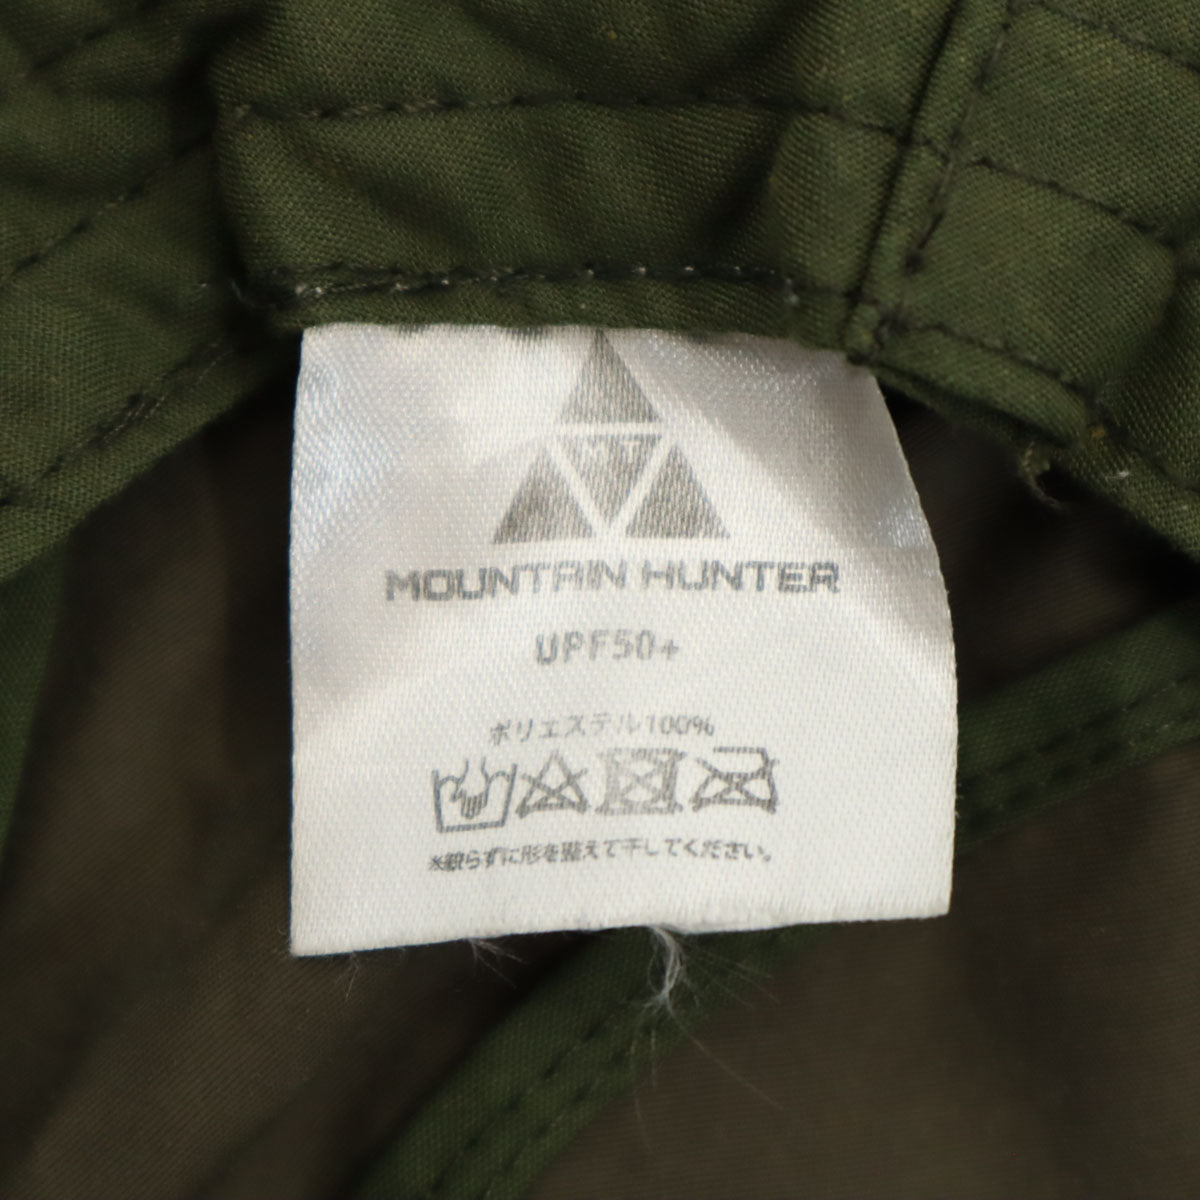 MHT
MOUNTAIN HUNTER
UPF50+
ポリエステル100%
※絞らずに形を整えて干してください。